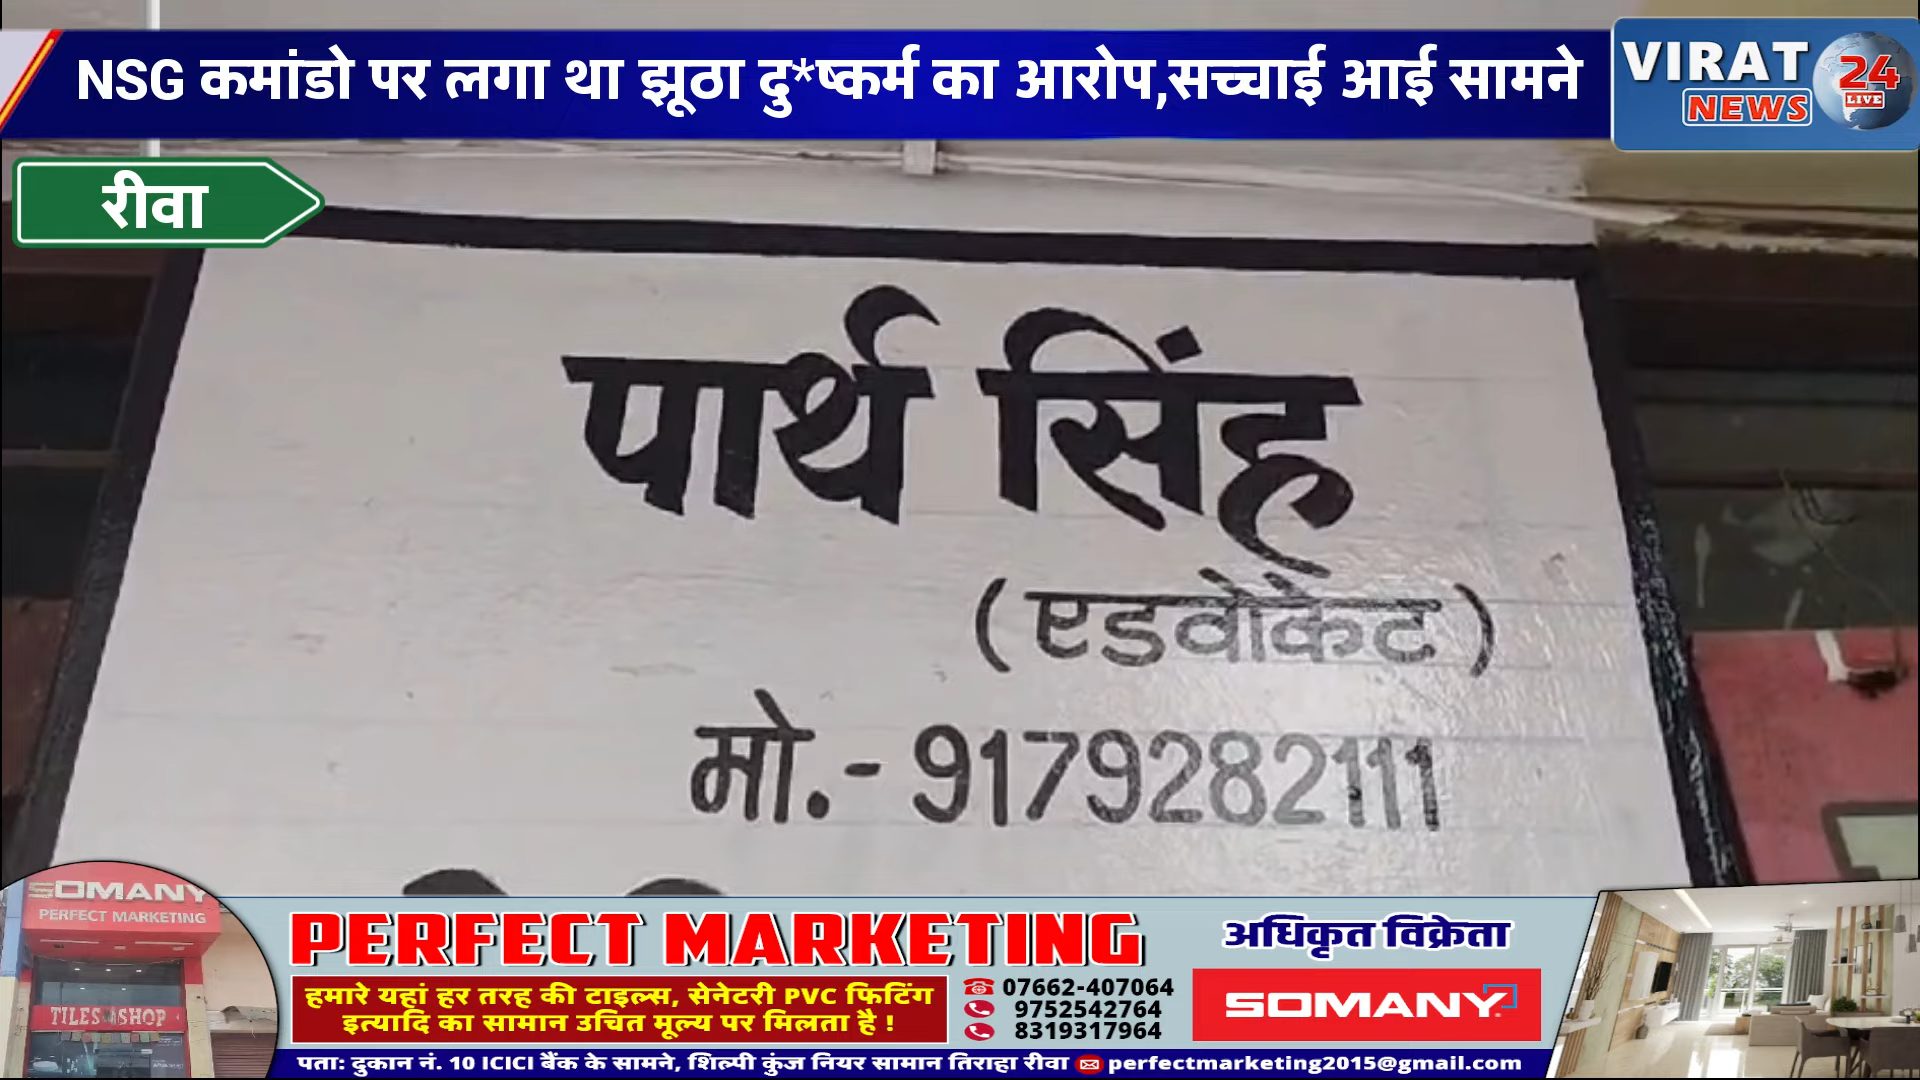 NSG कमांडो पर लगा था झूठा दु*ष्कर्म का आरोप,सच्चाई आई सामने
VIRAT
NEWS
24
LIVE
रीवा
पार्थ सिंह
(एडवोकेट)
मो.- 9179282111
SOMANY
PERFECT MARKETING
TILES SHOP
PERFECT MARKETING
हमारे यहां हर तरह की टाइल्स, सेनेटरी PVC फिटिंग
इत्यादि का सामान उचित मूल्य पर मिलता है !
07662-407064
9752542764
8319317964
अधिकृत विक्रेता
SOMANY
पता: दुकान नं. 10 ICICI बैंक के सामने, शिल्पी कुंज नियर सामान तिराहा रीवा perfectmarketing2015@gmail.com